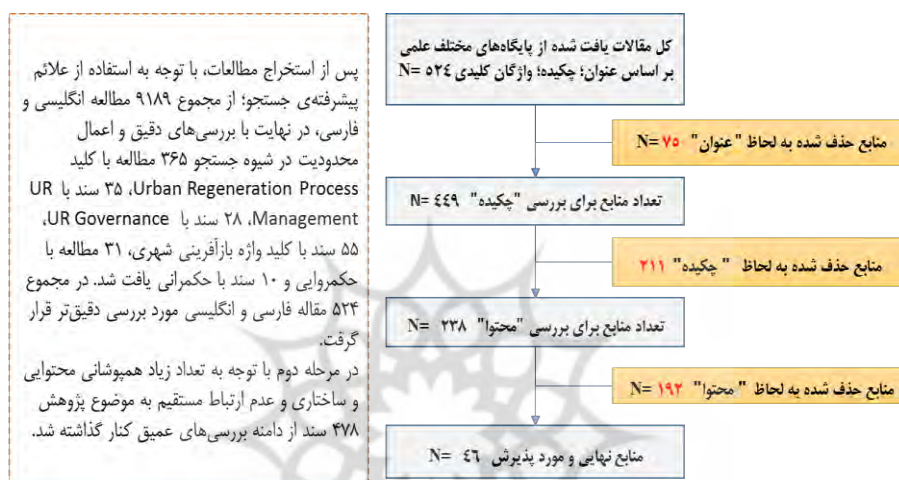 کل مقالات یافت شده از پایگاه‌های مختلف علمی
بر اساس عنوان؛ چکیده؛ واژگان کلیدی N= ٥٢٤
منابع حذف شده به لحاظ "عنوان" N= ٧٥
تعداد منابع برای بررسی "چکیده" N= ٤٤٩
منابع حذف شده به لحاظ " چکیده" ٢١١
تعداد منابع برای بررسی "محتوا" N= ٢٣٨
منابع حذف شده به لحاظ " محتوا" N= ١٩٢
منابع نهایی و مورد پذیرش N= ٤٦
پس از استخراج مطالعات، با توجه به استفاده از علائم
پیشرفته‌ی جستجو؛ از مجموع ۹۱۸۹ مطالعه انگلیسی و
فارسی، در نهایت با بررسی‌های دقیق و اعمال
محدودیت در شیوه جستجو ۳۶۵ مطالعه با کلید
Urban Regeneration Process، ۳۵ سند با UR
Management، ۲۸ سند با UR Governance،
۵۵ سند با کلید واژه بازآفرینی شهری، ۳۱ مطالعه با
حکمروایی و ۱۰ سند با حکمرانی یافت شد. در مجموع
۵۲۴ مقاله فارسی و انگلیسی مورد بررسی دقیق‌تر قرار
گرفت.
در مرحله دوم با توجه به تعداد زیاد همپوشانی محتوایی
و ساختاری و عدم ارتباط مستقیم به موضوع پژوهش
۴۷۸ سند از دامنه بررسی‌های عمیق کنار گذاشته شد.